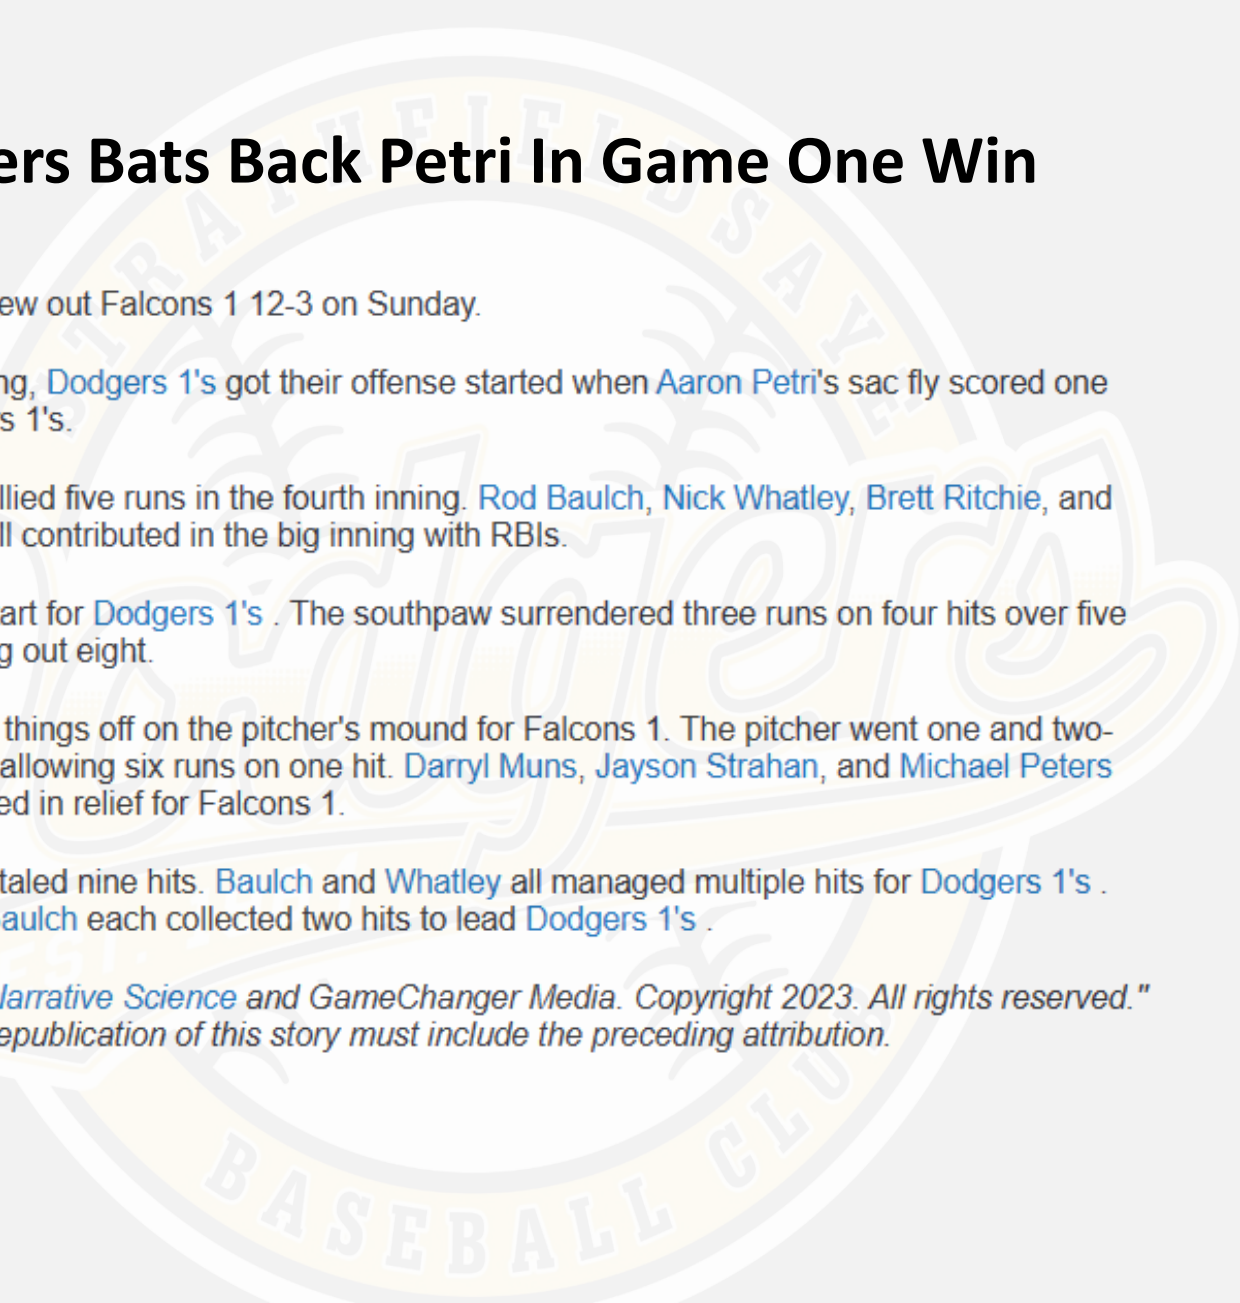 ers Bats Back Petri In Game One Win
ew out Falcons 1 12-3 on Sunday.
ng, Dodgers 1's got their offense started when Aaron Petri's sac fly scored one
s 1's.
llied five runs in the fourth inning. Rod Baulch, Nick Whatley, Brett Ritchie, and
ll contributed in the big inning with RBIs.
art for Dodgers 1's . The southpaw surrendered three runs on four hits over five
g out eight.
things off on the pitcher's mound for Falcons 1. The pitcher went one and two-
allowing six runs on one hit. Darryl Muns, Jayson Strahan, and Michael Peters
ed in relief for Falcons 1.
taled nine hits. Baulch and Whatley all managed multiple hits for Dodgers 1's .
aulch each collected two hits to lead Dodgers 1's .
Narrative Science and GameChanger Media. Copyright 2023. All rights reserved."
epublication of this story must include the preceding attribution.
STRATHFIELDSAYE
Dodgers
EST.
BASEBALL CLUB